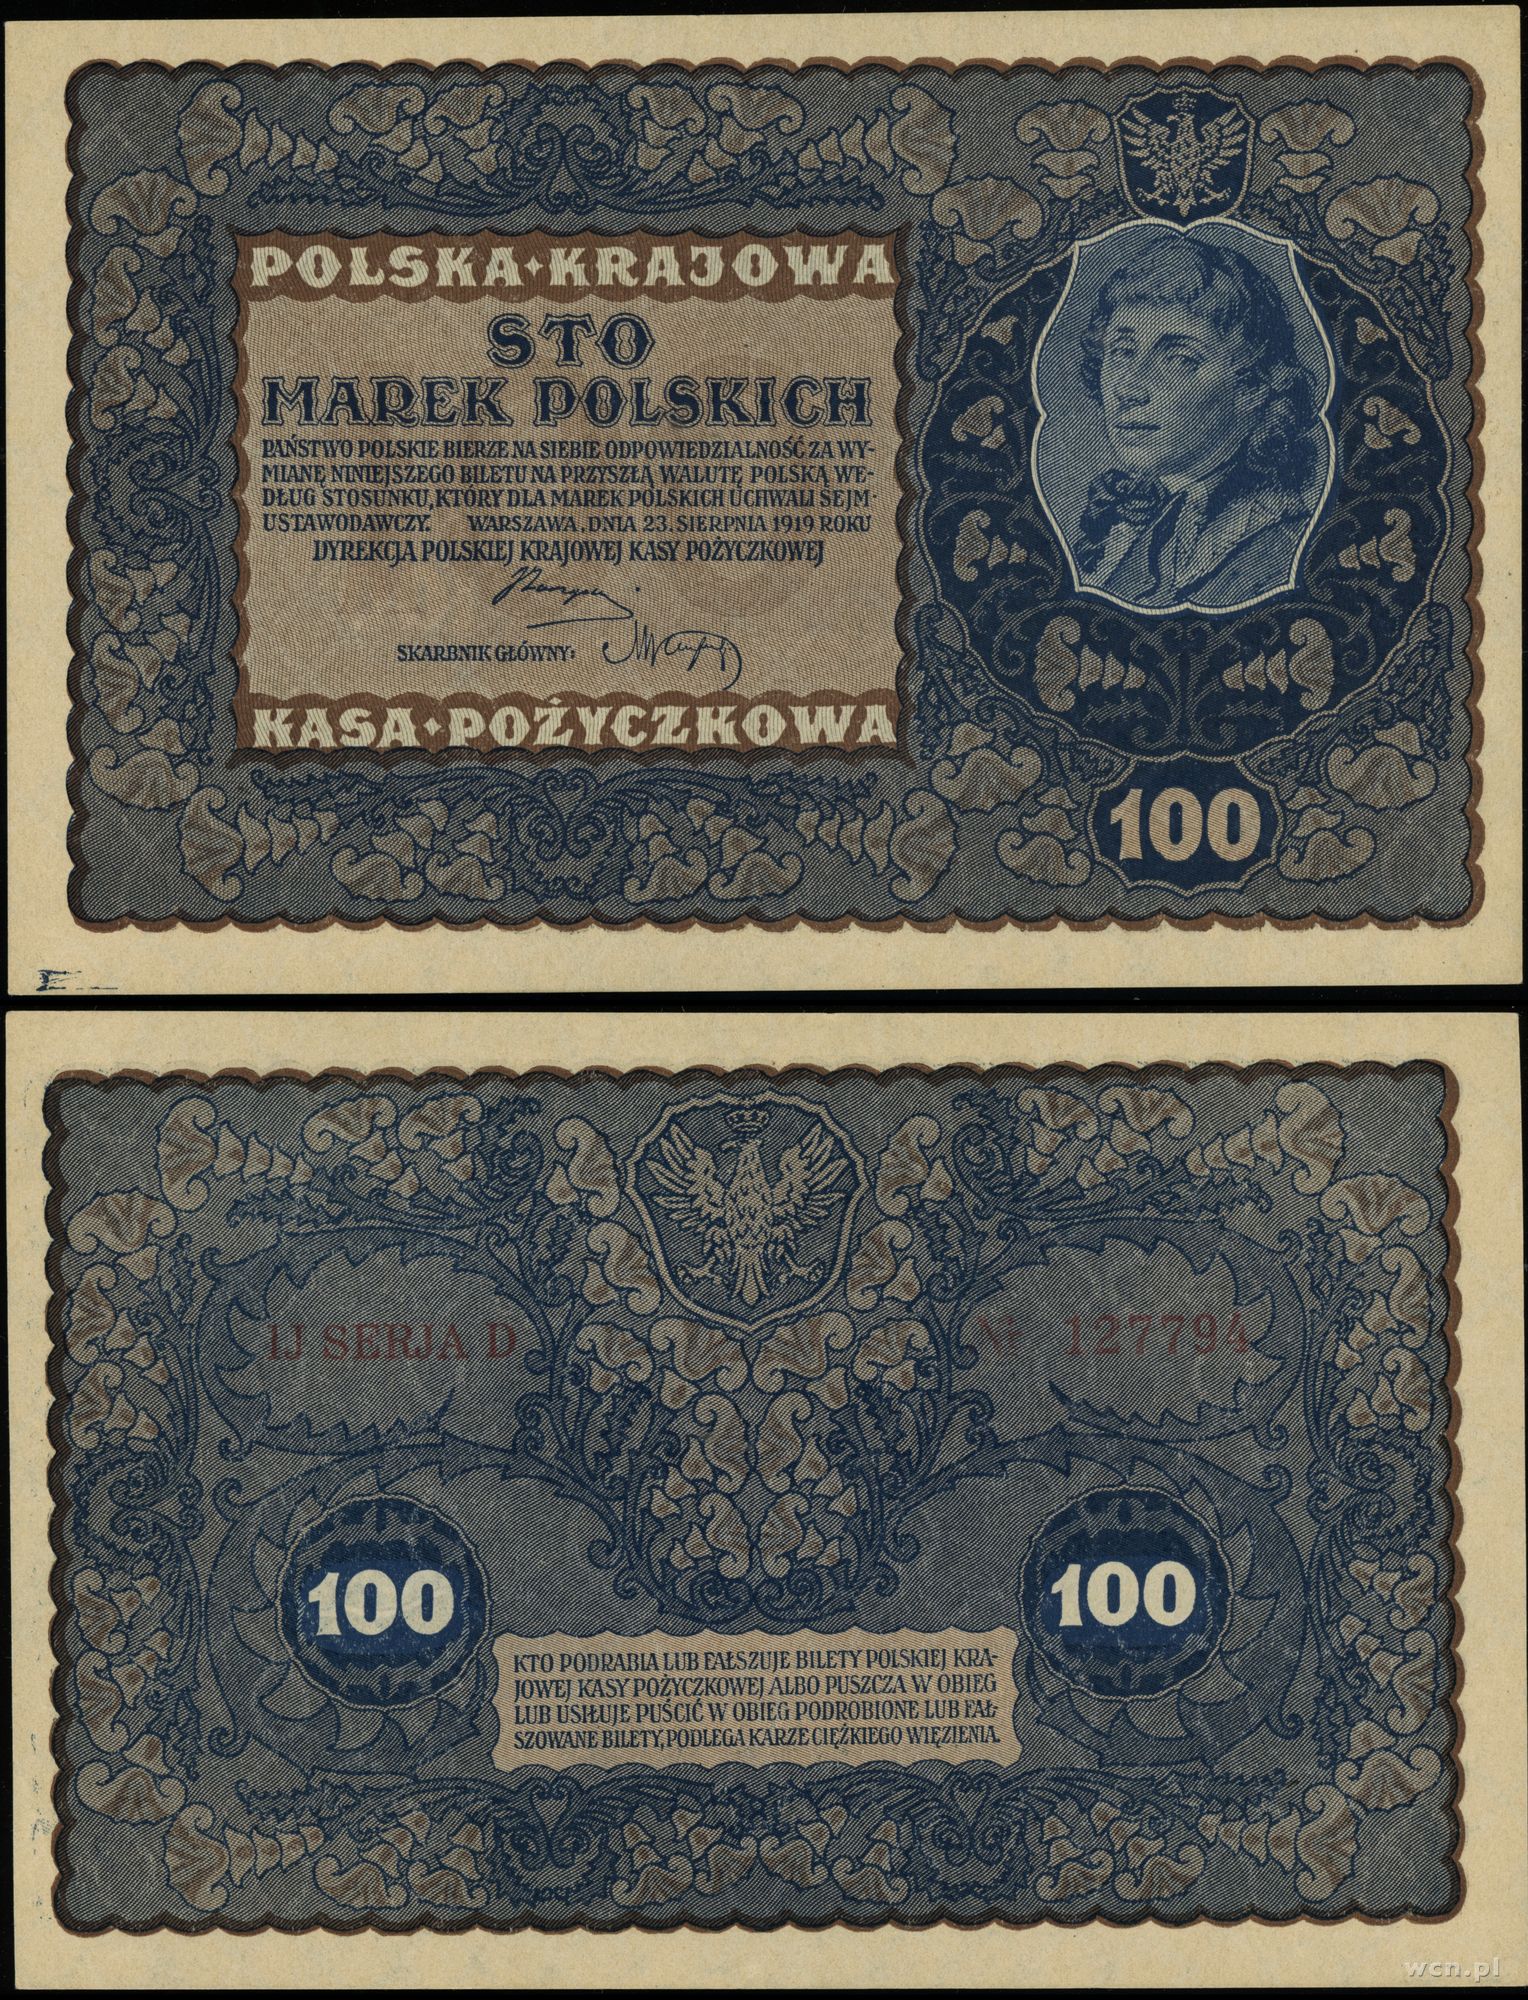 POLSKA·KRAJOWA
STO
MAREK POLSKICH
PAŃSTWO POLSKIE BIERZE NA SIEBIE ODPOWIEDZIALNOŚĆ ZA WY-
MIANĘ NINIEJSZEGO BILETU NA PRZYSZŁĄ WALUTĘ POLSKĄ WE-
DŁUG STOSUNKU, KTÓRY DLA MAREK POLSKICH UCHWALI SEJM·
USTAWODAWCZY. WARSZAWA, DNIA 23. SIERPNIA 1919 ROKU
DYREKCJA POLSKIEJ KRAJOWEJ KASY POŻYCZKOWEJ
SKARBNIK GŁÓWNY:
KASA·POŻYCZKOWA
100
IJ SERJA D № 127794
100 100
KTO PODRABIA LUB FAŁSZUJE BILETY POLSKIEJ KRA-
JOWEJ KASY POŻYCZKOWEJ ALBO PUSZCZA W OBIEG
LUB USIŁUJE PUŚCIĆ W OBIEG PODROBIONE LUB FAŁ-
SZOWANE BILETY, PODLEGA KARZE CIĘŻKIEGO WIĘZIENIA.
wcn.pl